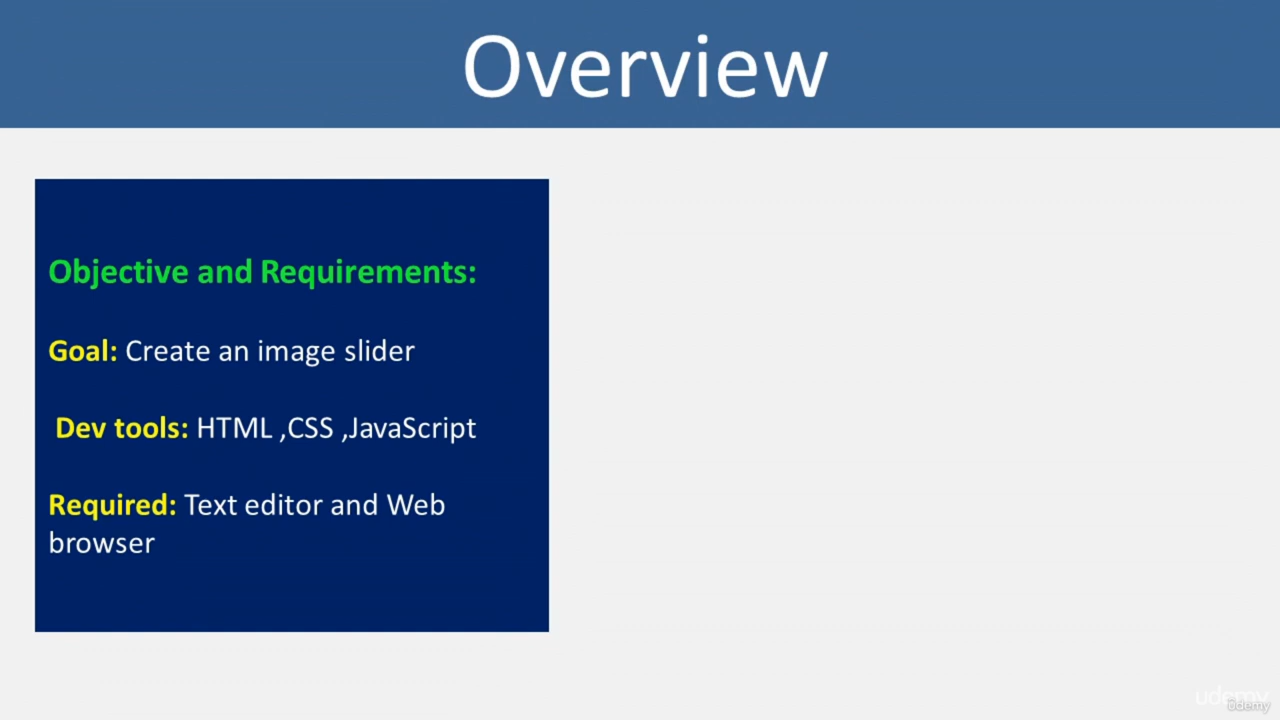 Overview
Objective and Requirements:
Goal: Create an image slider
Dev tools: HTML ,CSS ,JavaScript
Required: Text editor and Web
browser
udemy
udemy